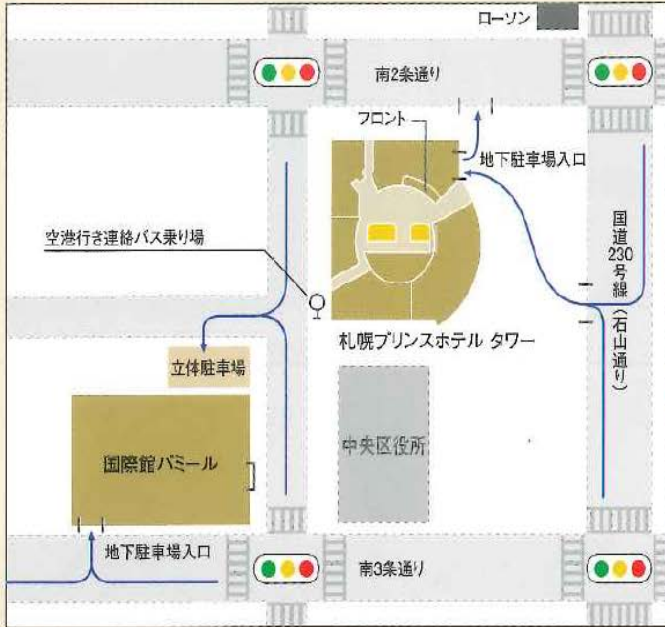 ローソン
南2条通り
フロント
地下駐車場入口
空港行き連絡バス乗り場
国道230号線(石山通り)
札幌プリンスホテル タワー
立体駐車場
中央区役所
国際館パミール
地下駐車場入口
南3条通り